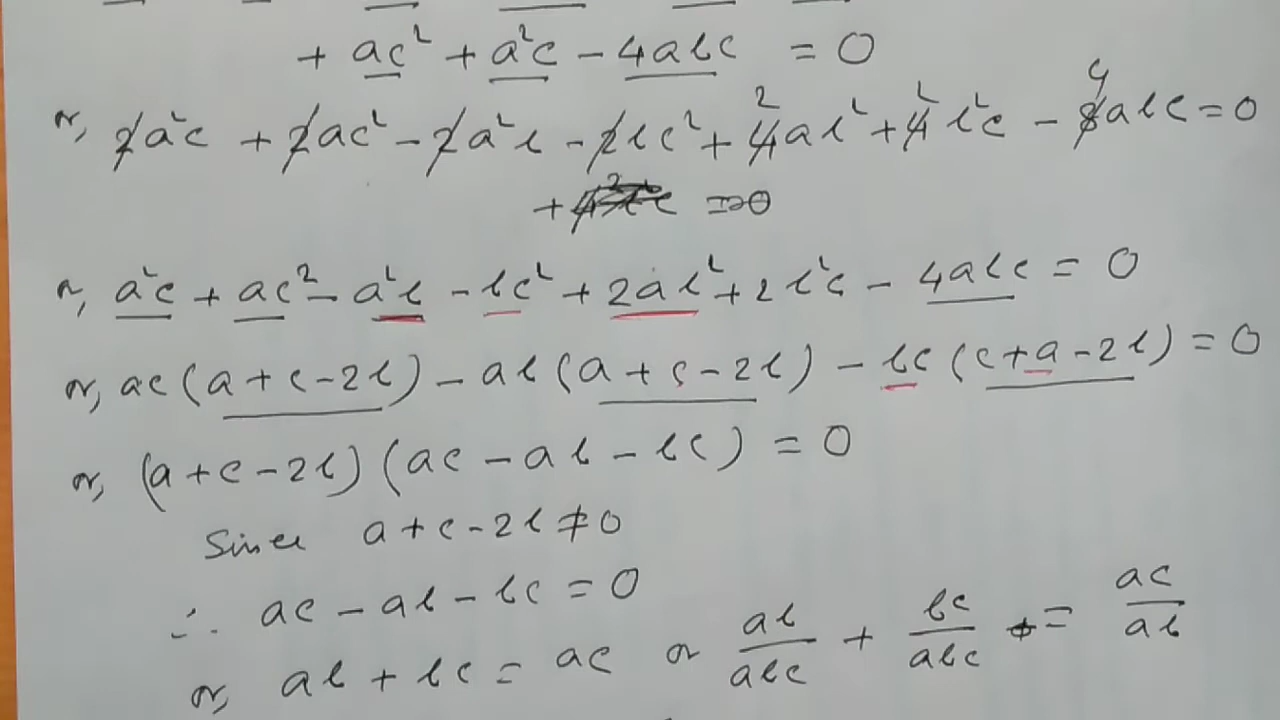 + ac² + a²c - 4abc = 0
or, 2a²c + 2ac² - 2a²b - 2bc² + 4ab² + 4b²c - 8abc = 0
or, a²c + ac² - a²b - bc² + 2ab² + 2b²c - 4abc = 0
or, ac(a+c-2b) - ab(a+c-2b) - bc(c+a-2b) = 0
or, (a+c-2b)(ac-ab-bc) = 0
Since a+c-2b ≠ 0
∴ ac - ab - bc = 0
or, ab + bc = ac or ab/abc + bc/abc = ac/ab